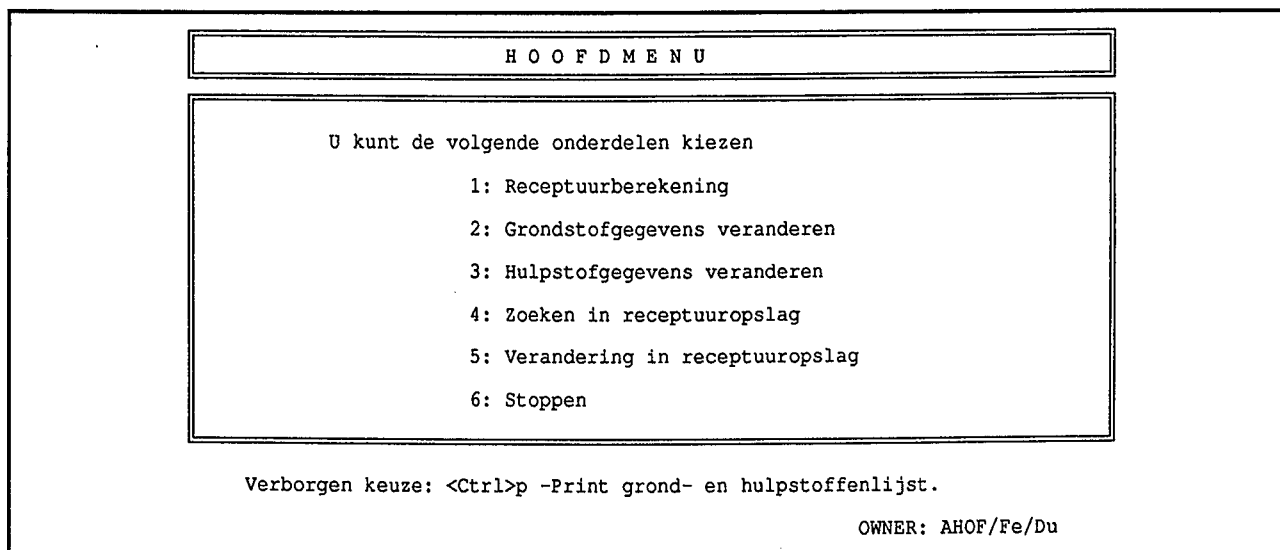 H O O F D M E N U
U kunt de volgende onderdelen kiezen
1: Receptuurberekening
2: Grondstofgegevens veranderen
3: Hulpstofgegevens veranderen
4: Zoeken in receptuuropslag
5: Verandering in receptuuropslag
6: Stoppen
Verborgen keuze: <Ctrl>p -Print grond- en hulpstoffenlijst.
OWNER: AHOF/Fe/Du